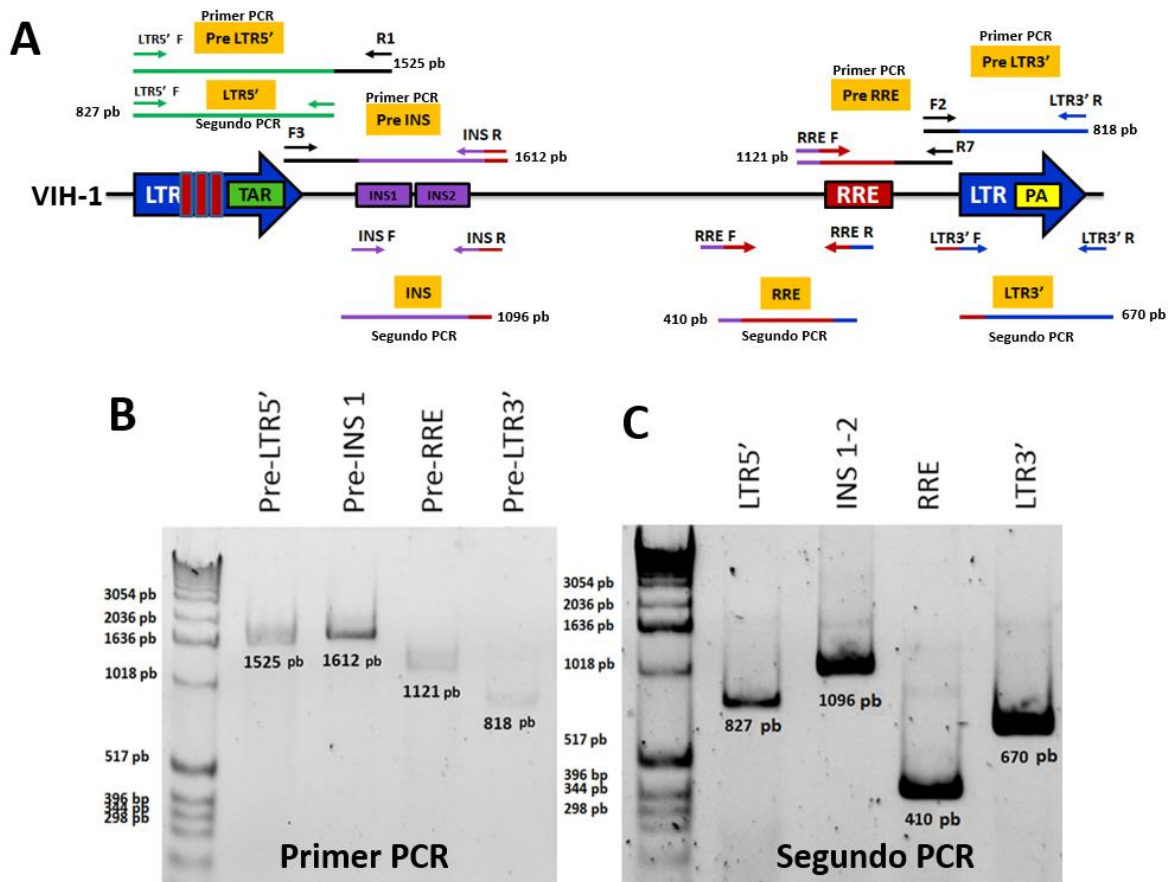 A
Primer PCR
Pre LTR5'
LTR5' F
R1
1525 pb
LTR5' F
LTR5'
827 pb
Segundo PCR
Primer PCR
Pre INS
F3
INS R
1612 pb
Primer PCR
Pre RRE
RRE F
1121 pb
R7
Primer PCR
Pre LTR3'
F2
LTR3' R
818 pb
VIH-1
LTR
TAR
INS1
INS2
RRE
LTR
PA
INS F
INS R
INS
1096 pb
Segundo PCR
RRE F
RRE R
RRE
410 pb
Segundo PCR
LTR3' F
LTR3' R
LTR3'
670 pb
Segundo PCR
B
Pre-LTR5'
Pre-INS 1
Pre-RRE
Pre-LTR3'
3054 pb
2036 pb
1636 pb
1018 pb
517 pb
396 bp
344 pb
298 pb
1525 pb
1612 pb
1121 pb
818 pb
Primer PCR
C
LTR5'
INS 1-2
RRE
LTR3'
3054 pb
2036 pb
1636 pb
1018 pb
517 pb
396 bp
344 pb
298 pb
827 pb
1096 pb
410 pb
670 pb
Segundo PCR